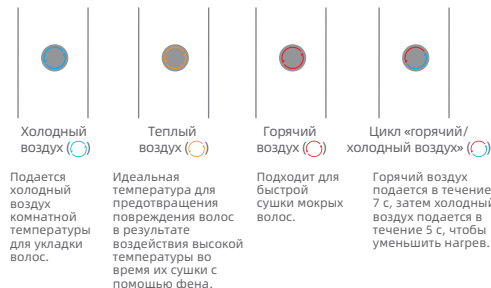 Холодный
воздух ( )
Теплый
воздух ( )
Горячий
воздух ( )
Цикл «горячий/
холодный воздух» ( )
Подается
холодный
воздух
комнатной
температуры
для укладки
волос.
Идеальная
температура для
предотвращения
повреждения волос
в результате
воздействия высокой
температуры во
время их сушки с
помощью фена.
Подходит для
быстрой
сушки мокрых
волос.
Горячий воздух
подается в течение
7 с, затем холодный
воздух подается в
течение 5 с, чтобы
уменьшить нагрев.